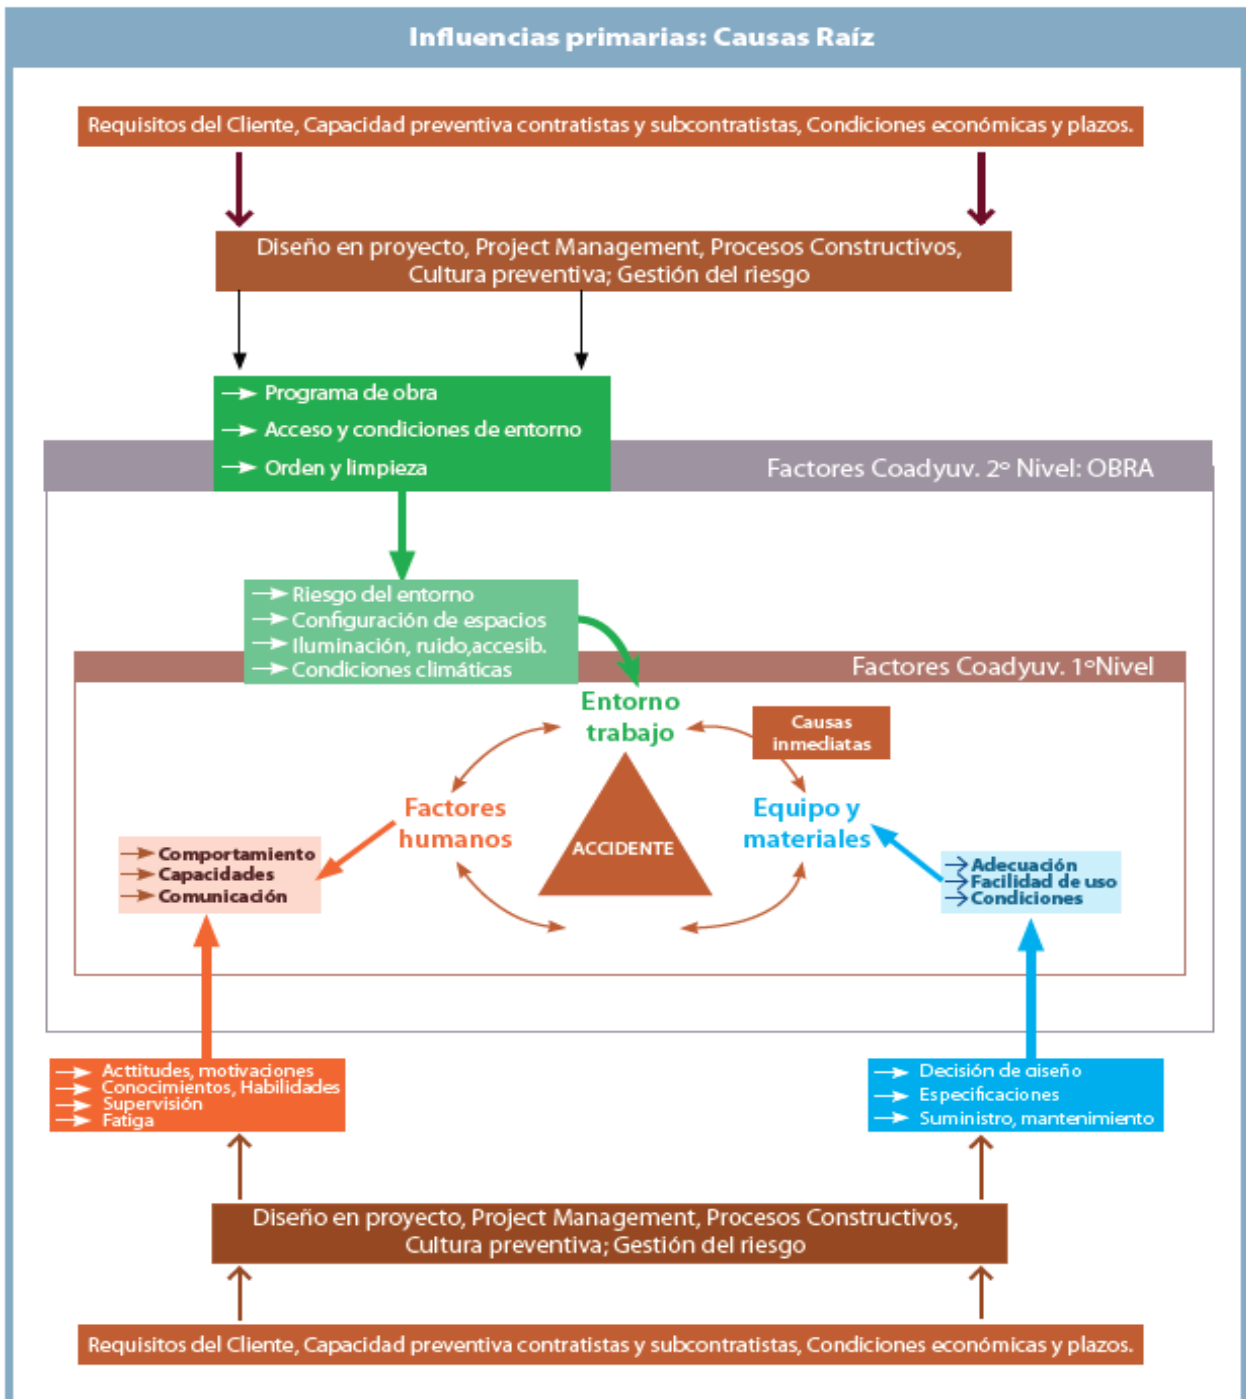 Influencias primarias: Causas Raíz
Requisitos del Cliente, Capacidad preventiva contratistas y subcontratistas, Condiciones económicas y plazos.
Diseño en proyecto, Project Management, Procesos Constructivos,
Cultura preventiva; Gestión del riesgo
Programa de obra
Acceso y condiciones de entorno
Orden y limpieza
Factores Coadyuv. 2º Nivel: OBRA
Riesgo del entorno
Configuración de espacios
Iluminación, ruido,accesib.
Condiciones climáticas
Factores Coadyuv. 1ºNivel
Entorno
trabajo
Causas
inmediatas
Factores
humanos
Equipo y
materiales
ACCIDENTE
Comportamiento
Capacidades
Comunicación
Adecuación
Facilidad de uso
Condiciones
Acttitudes, motivaciones
Conocimientos, Habilidades
Supervisión
Fatiga
Decisión de diseño
Especificaciones
Suministro, mantenimiento
Diseño en proyecto, Project Management, Procesos Constructivos,
Cultura preventiva; Gestión del riesgo
Requisitos del Cliente, Capacidad preventiva contratistas y subcontratistas, Condiciones económicas y plazos.